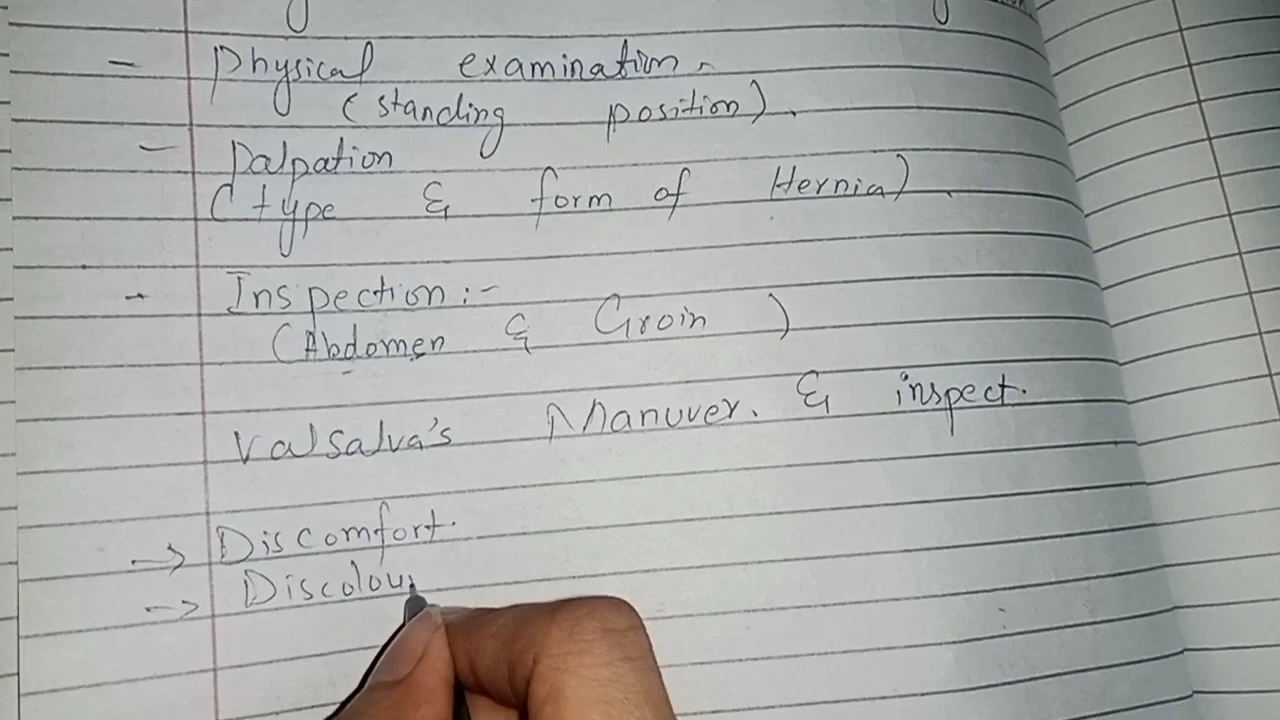 - Physical examination.
(standing position).
- Palpation
(type & form of Hernia).
- Inspection :-
(Abdomen & Groin)
Valsalva's Manuver. & inspect.
→ Discomfort.
→ Discolou